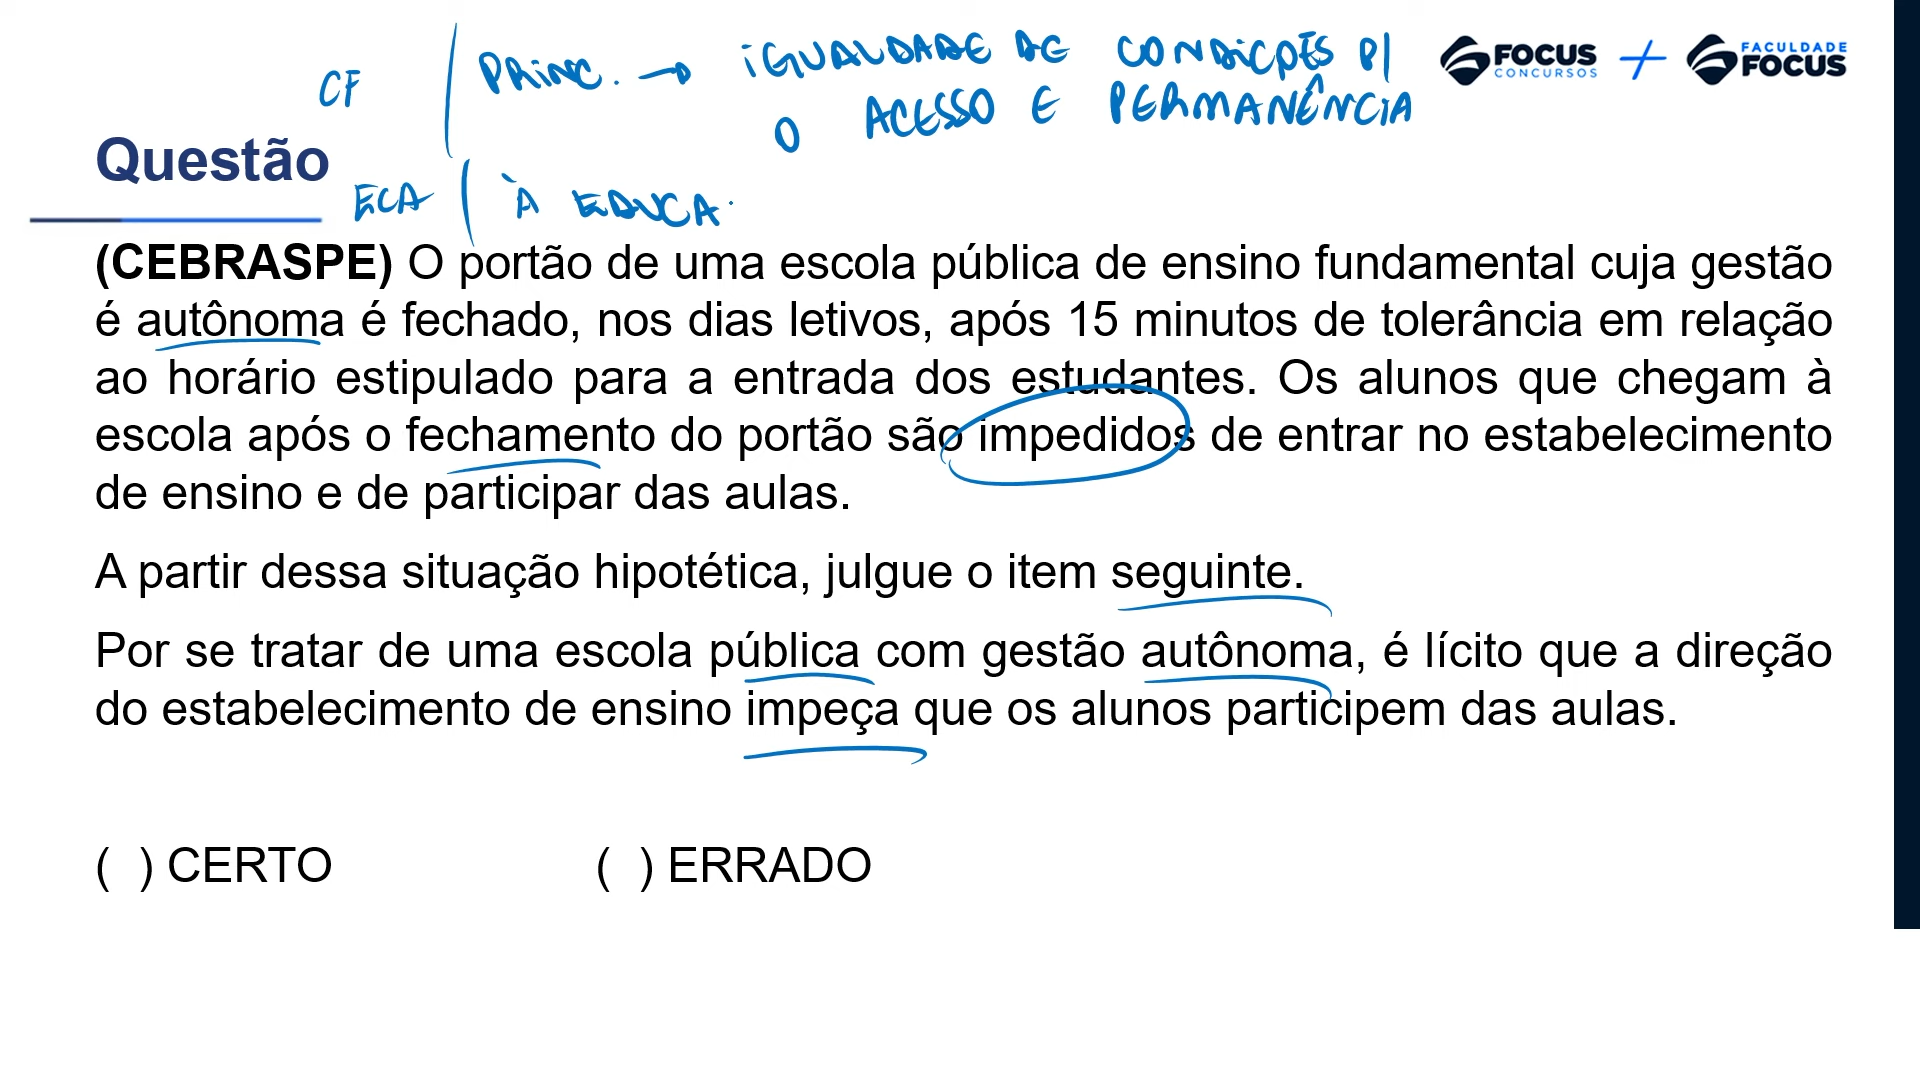 CF
PRINC. → IGUALDADE DE CONDIÇÕES P/
O ACESSO E PERMANÊNCIA
FOCUS
CONCURSOS
FACULDADE
FOCUS
Questão
ECA
À EDUCA.
(CEBRASPE) O portão de uma escola pública de ensino fundamental cuja gestão
é autônoma é fechado, nos dias letivos, após 15 minutos de tolerância em relação
ao horário estipulado para a entrada dos estudantes. Os alunos que chegam à
escola após o fechamento do portão são impedidos de entrar no estabelecimento
de ensino e de participar das aulas.
A partir dessa situação hipotética, julgue o item seguinte.
Por se tratar de uma escola pública com gestão autônoma, é lícito que a direção
do estabelecimento de ensino impeça que os alunos participem das aulas.
( ) CERTO ( ) ERRADO